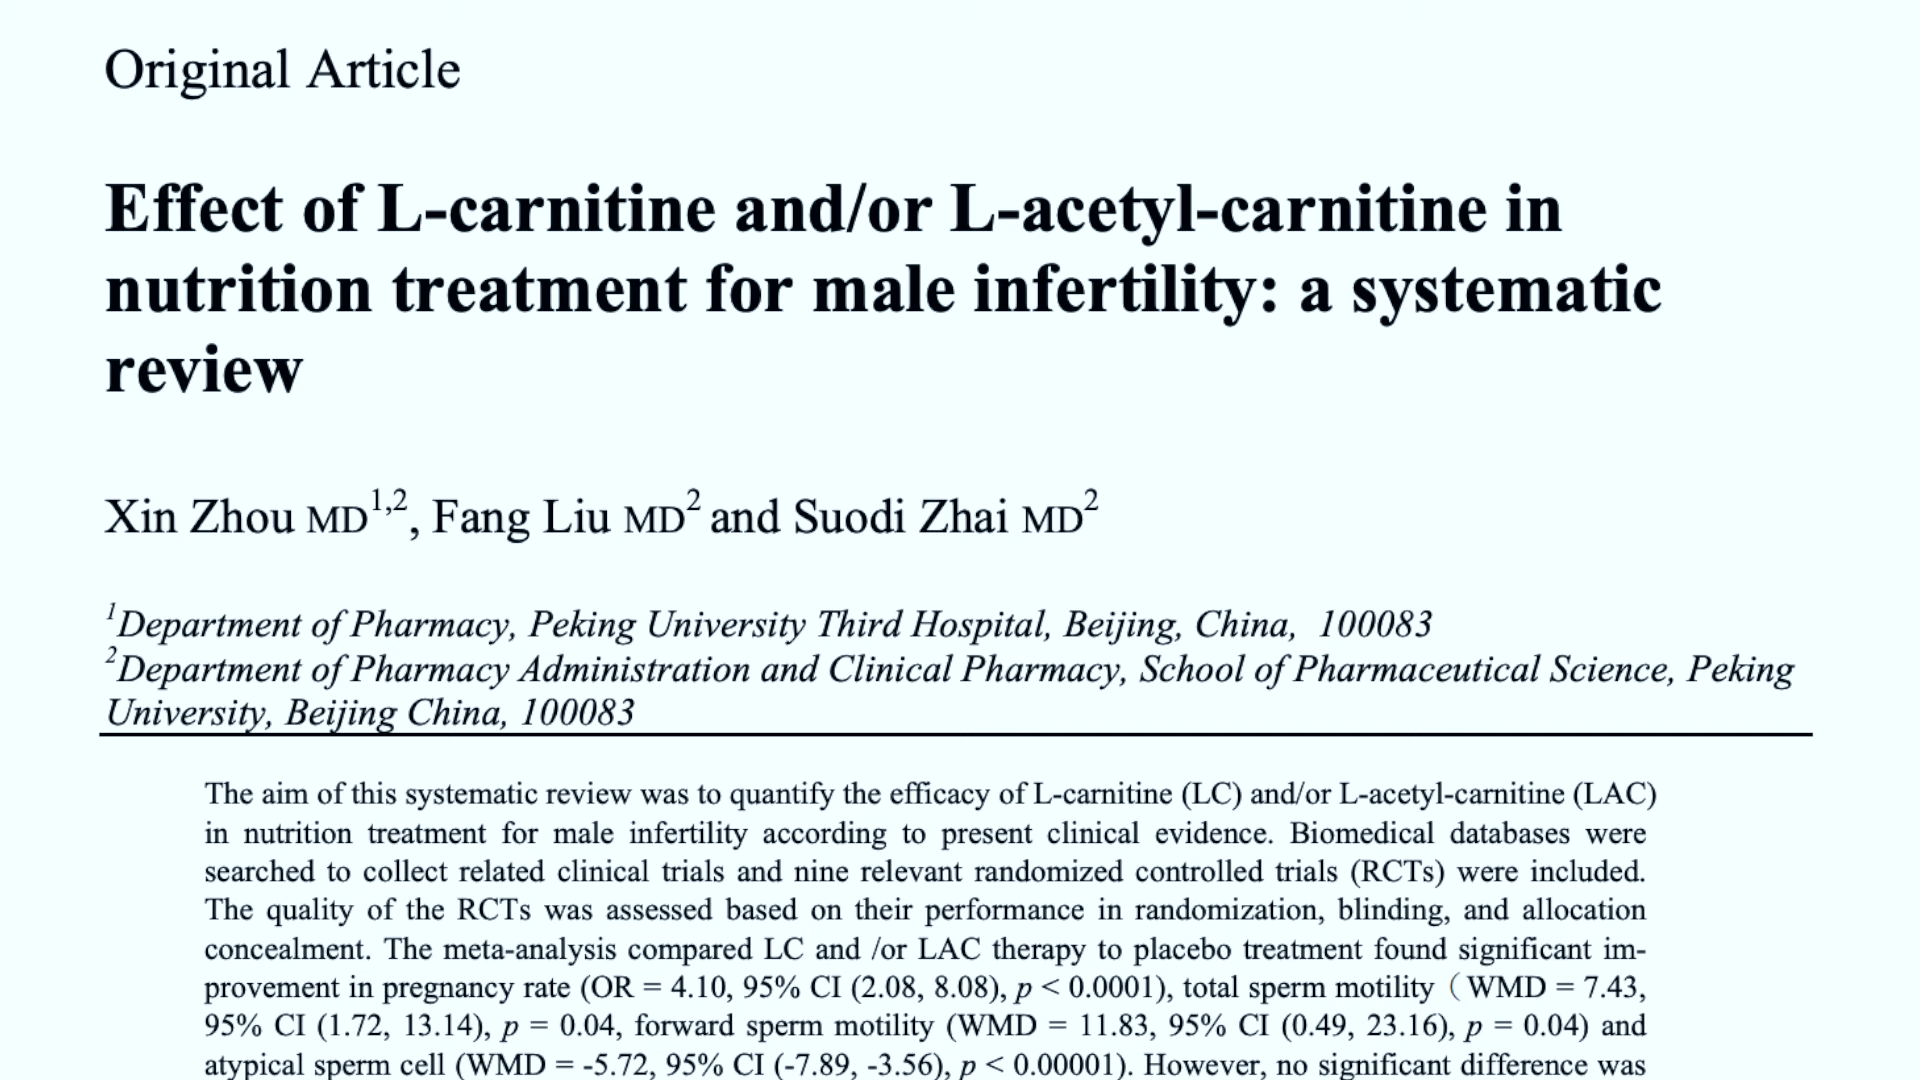 Original Article
Effect of L-carnitine and/or L-acetyl-carnitine in
nutrition treatment for male infertility: a systematic
review
Xin Zhou MD1,2, Fang Liu MD2 and Suodi Zhai MD2
1Department of Pharmacy, Peking University Third Hospital, Beijing, China, 100083
2Department of Pharmacy Administration and Clinical Pharmacy, School of Pharmaceutical Science, Peking
University, Beijing China, 100083
The aim of this systematic review was to quantify the efficacy of L-carnitine (LC) and/or L-acetyl-carnitine (LAC)
in nutrition treatment for male infertility according to present clinical evidence. Biomedical databases were
searched to collect related clinical trials and nine relevant randomized controlled trials (RCTs) were included.
The quality of the RCTs was assessed based on their performance in randomization, blinding, and allocation
concealment. The meta-analysis compared LC and /or LAC therapy to placebo treatment found significant im-
provement in pregnancy rate (OR = 4.10, 95% CI (2.08, 8.08), p < 0.0001), total sperm motility（WMD = 7.43,
95% CI (1.72, 13.14), p = 0.04, forward sperm motility (WMD = 11.83, 95% CI (0.49, 23.16), p = 0.04) and
atypical sperm cell (WMD = -5.72, 95% CI (-7.89, -3.56), p < 0.00001). However, no significant difference was